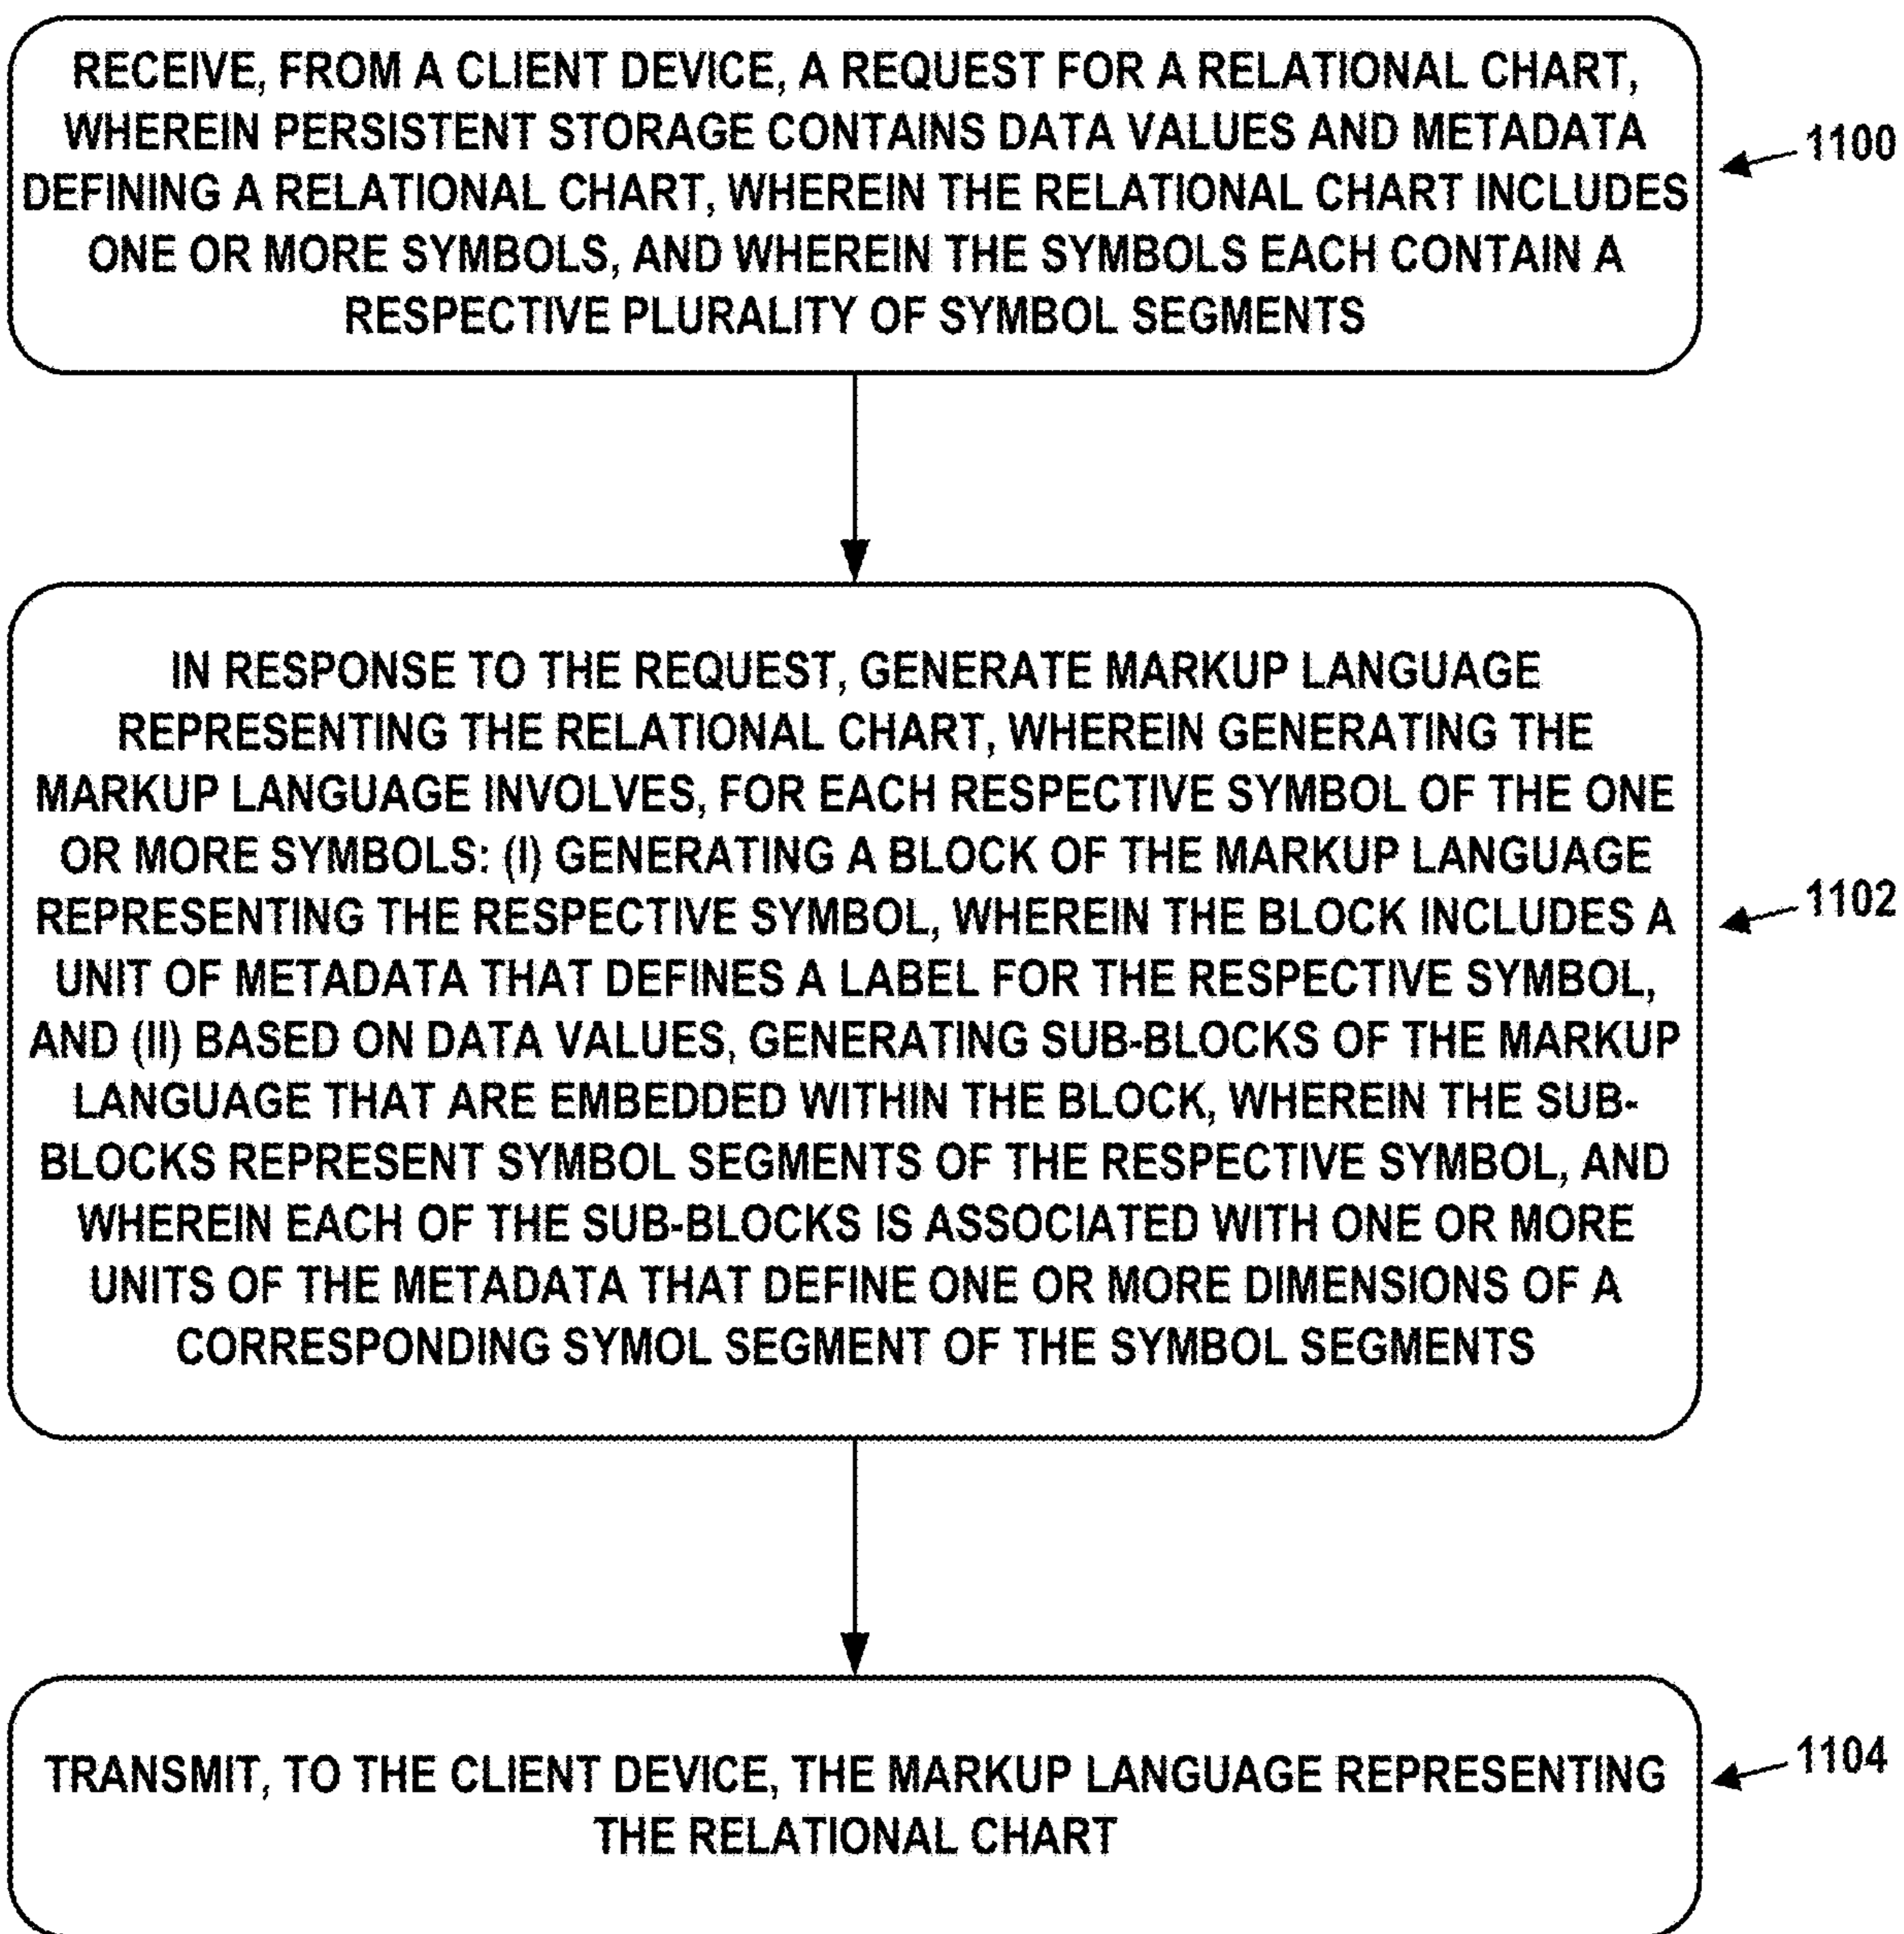 RECEIVE, FROM A CLIENT DEVICE, A REQUEST FOR A RELATIONAL CHART,
WHEREIN PERSISTENT STORAGE CONTAINS DATA VALUES AND METADATA
DEFINING A RELATIONAL CHART, WHEREIN THE RELATIONAL CHART INCLUDES
ONE OR MORE SYMBOLS, AND WHEREIN THE SYMBOLS EACH CONTAIN A
RESPECTIVE PLURALITY OF SYMBOL SEGMENTS
1100
IN RESPONSE TO THE REQUEST, GENERATE MARKUP LANGUAGE
REPRESENTING THE RELATIONAL CHART, WHEREIN GENERATING THE
MARKUP LANGUAGE INVOLVES, FOR EACH RESPECTIVE SYMBOL OF THE ONE
OR MORE SYMBOLS: (I) GENERATING A BLOCK OF THE MARKUP LANGUAGE
REPRESENTING THE RESPECTIVE SYMBOL, WHEREIN THE BLOCK INCLUDES A
UNIT OF METADATA THAT DEFINES A LABEL FOR THE RESPECTIVE SYMBOL,
AND (II) BASED ON DATA VALUES, GENERATING SUB-BLOCKS OF THE MARKUP
LANGUAGE THAT ARE EMBEDDED WITHIN THE BLOCK, WHEREIN THE SUB-
BLOCKS REPRESENT SYMBOL SEGMENTS OF THE RESPECTIVE SYMBOL, AND
WHEREIN EACH OF THE SUB-BLOCKS IS ASSOCIATED WITH ONE OR MORE
UNITS OF THE METADATA THAT DEFINE ONE OR MORE DIMENSIONS OF A
CORRESPONDING SYMOL SEGMENT OF THE SYMBOL SEGMENTS
1102
TRANSMIT, TO THE CLIENT DEVICE, THE MARKUP LANGUAGE REPRESENTING
THE RELATIONAL CHART
1104